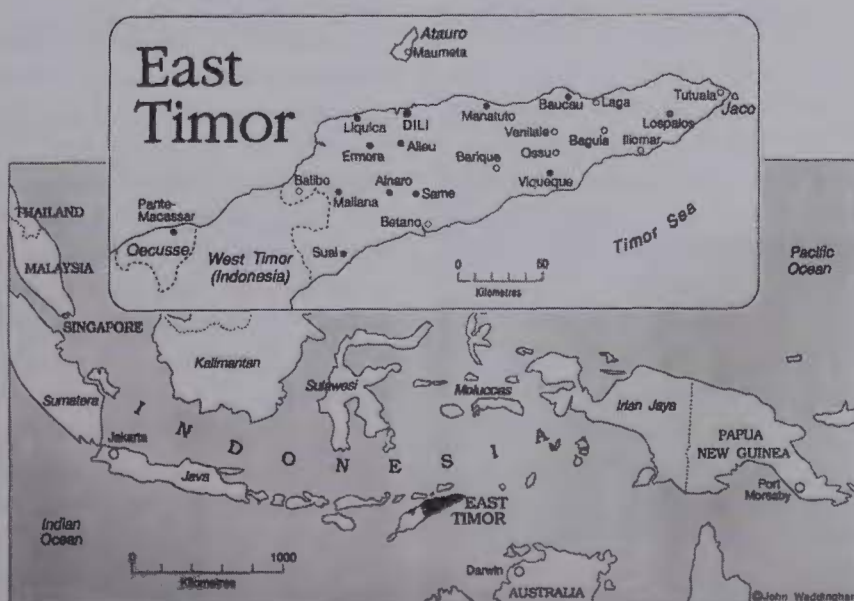 East
Timor
Atauro
Maumeta
Tutuala
Jaco
Baucau
Laga
Manatuto
Lospalos
Liquica
DILI
Venilale
Baguia
Iliomar
Ermora
Aileu
Barique
Ossu
Viqueque
Balibo
Maliana
Ainaro
Same
Betano
Pante-
Macassar
Oecusse
West Timor
(Indonesia)
Suai
Timor Sea
0 50
Kilometres
THAILAND
MALAYSIA
SINGAPORE
Pacific
Ocean
Kalimantan
Sumatera
Sulawesi
Moluccas
Irian Jaya
PAPUA
NEW GUINEA
INDONESIA
Jakarta
Java
Port
Moresby
EAST
TIMOR
Indian
Ocean
0 1000
Kilometres
Darwin
AUSTRALIA
©John Waddingham